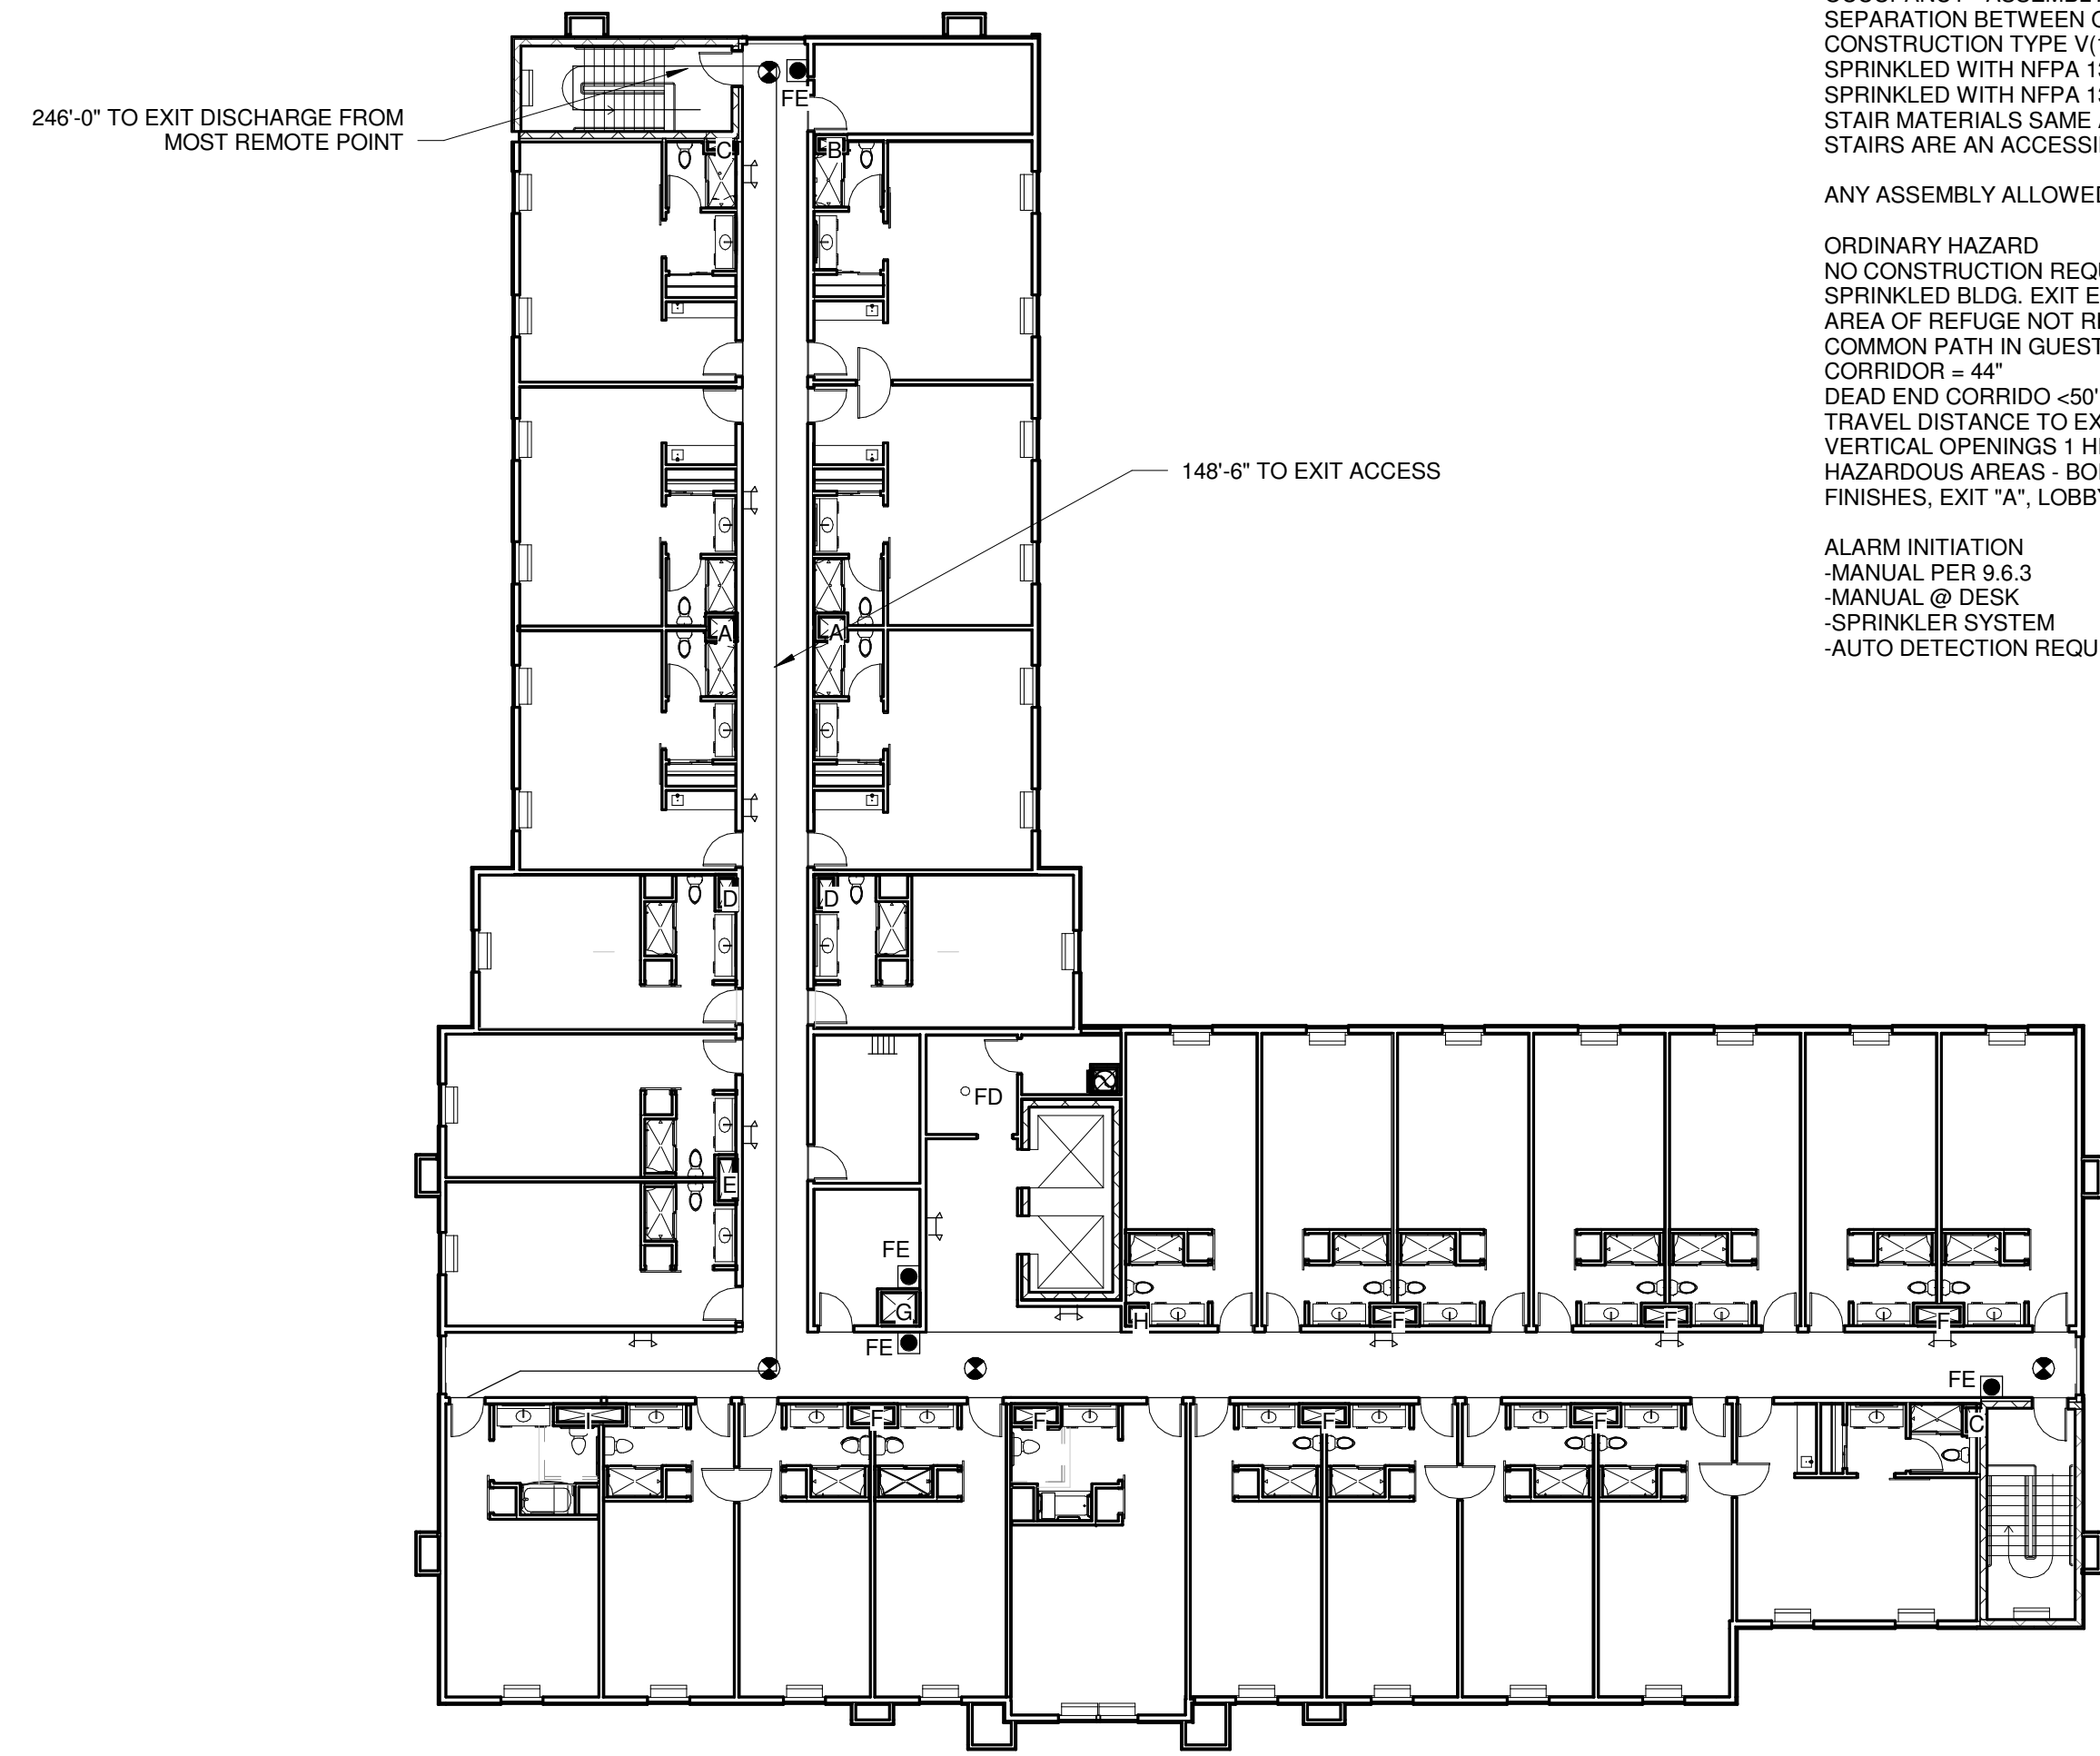 OCCUPANCY - ASSEMBLY
SEPARATION BETWEEN
CONSTRUCTION TYPE V(
SPRINKLED WITH NFPA
SPRINKLED WITH NFPA
STAIR MATERIALS SAME
STAIRS ARE AN
ANY ASSEMBLY
ORDINARY HAZARD
NO CONSTRUCTION
SPRINKLED BLDG. EXIT
AREA OF REFUGE NOT
COMMON PATH IN GUEST
CORRIDOR = 44"
DEAD END CORRIDO <50'
TRAVEL DISTANCE TO
VERTICAL OPENINGS 1
HAZARDOUS AREAS -
FINISHES, EXIT "A",
ALARM INITIATION
-MANUAL PER 9.6.3
-MANUAL @ DESK
-SPRINKLER SYSTEM
-AUTO DETECTION
246'-0" TO EXIT DISCHARGE FROM
MOST REMOTE POINT
148'-6" TO EXIT ACCESS
FE
C
B
A
A
D
D
E
FD
FE
G
FE
H
F
F
F
FE
I
F
F
F
F
C